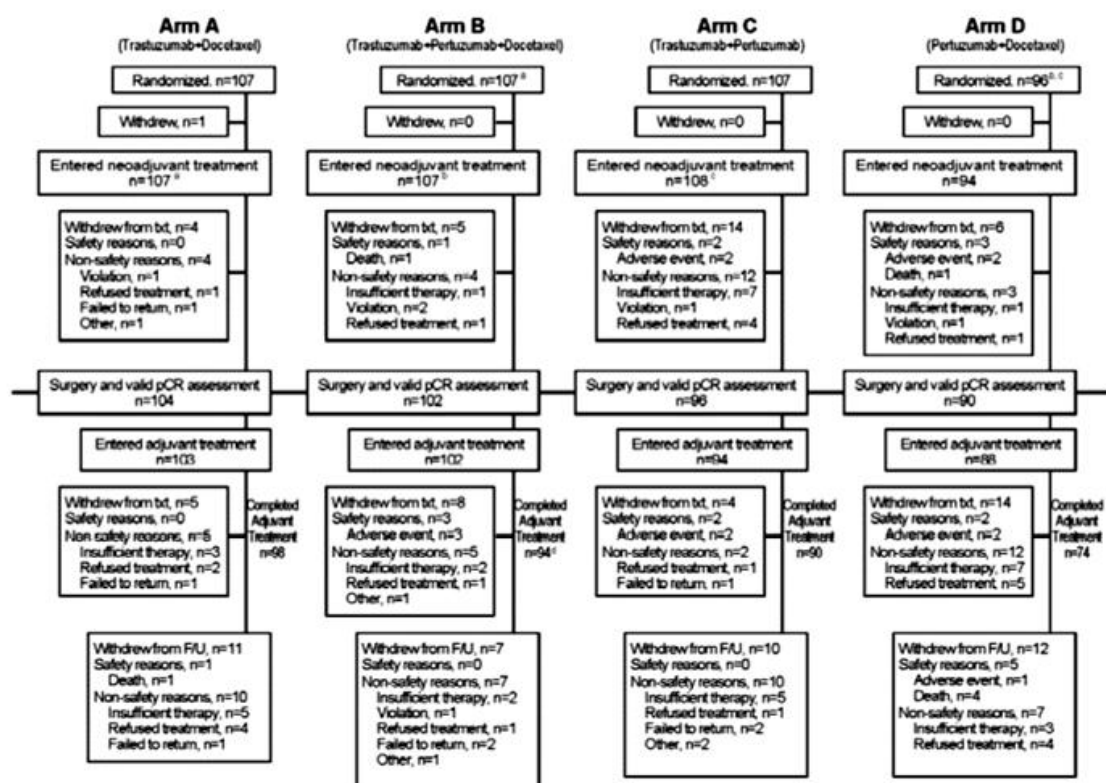 Arm A
(Trastuzumab+Docetaxel)
Randomized. n=107
Withdrew, n=1
Entered neoadjuvant treatment
n=107 a
Withdrew from txt, n=4
Safety reasons, n=0
Non-safety reasons, n=4
Violation, n=1
Refused treatment, n=1
Failed to return, n=1
Other, n=1
Surgery and valid pCR assessment
n=104
Entered adjuvant treatment
n=103
Withdrew from txt, n=5
Safety reasons, n=0
Non-safety reasons, n=5
Insufficient therapy, n=3
Refused treatment, n=2
Failed to return, n=1
Completed
Adjuvant
Treatment
n=98
Withdrew from F/U, n=11
Safety reasons, n=1
Death, n=1
Non-safety reasons, n=10
Insufficient therapy, n=5
Refused treatment, n=4
Failed to return, n=1
Arm B
(Trastuzumab+Pertuzumab+Docetaxel)
Randomized. n=107 a
Withdrew, n=0
Entered neoadjuvant treatment
n=107 b
Withdrew from txt, n=5
Safety reasons, n=1
Death, n=1
Non-safety reasons, n=4
Insufficient therapy, n=1
Violation, n=2
Refused treatment, n=1
Surgery and valid pCR assessment
n=102
Entered adjuvant treatment
n=102
Withdrew from txt, n=8
Safety reasons, n=3
Adverse event, n=3
Non-safety reasons, n=5
Insufficient therapy, n=2
Refused treatment, n=1
Other, n=1
Completed
Adjuvant
Treatment
n=94 d
Withdrew from F/U, n=7
Safety reasons, n=0
Non-safety reasons, n=7
Insufficient therapy, n=2
Violation, n=1
Refused treatment, n=1
Failed to return, n=2
Other, n=1
Arm C
(Trastuzumab+Pertuzumab)
Randomized. n=107
Withdrew, n=0
Entered neoadjuvant treatment
n=108 c
Withdrew from txt, n=14
Safety reasons, n=2
Adverse event, n=2
Non-safety reasons, n=12
Insufficient therapy, n=7
Violation, n=1
Refused treatment, n=4
Surgery and valid pCR assessment
n=96
Entered adjuvant treatment
n=94
Withdrew from txt, n=4
Safety reasons, n=2
Adverse event, n=2
Non-safety reasons, n=2
Refused treatment, n=1
Failed to return, n=1
Completed
Adjuvant
Treatment
n=90
Withdrew from F/U, n=10
Safety reasons, n=0
Non-safety reasons, n=10
Insufficient therapy, n=5
Refused treatment, n=1
Failed to return, n=2
Other, n=2
Arm D
(Pertuzumab+Docetaxel)
Randomized. n=96 b, c
Withdrew, n=0
Entered neoadjuvant treatment
n=94
Withdrew from txt, n=6
Safety reasons, n=3
Adverse event, n=2
Death, n=1
Non-safety reasons, n=3
Insufficient therapy, n=1
Violation, n=1
Refused treatment, n=1
Surgery and valid pCR assessment
n=90
Entered adjuvant treatment
n=88
Withdrew from txt, n=14
Safety reasons, n=2
Adverse event, n=2
Non-safety reasons, n=12
Insufficient therapy, n=7
Refused treatment, n=5
Completed
Adjuvant
Treatment
n=74
Withdrew from F/U, n=12
Safety reasons, n=5
Adverse event, n=1
Death, n=4
Non-safety reasons, n=7
Insufficient therapy, n=3
Refused treatment, n=4